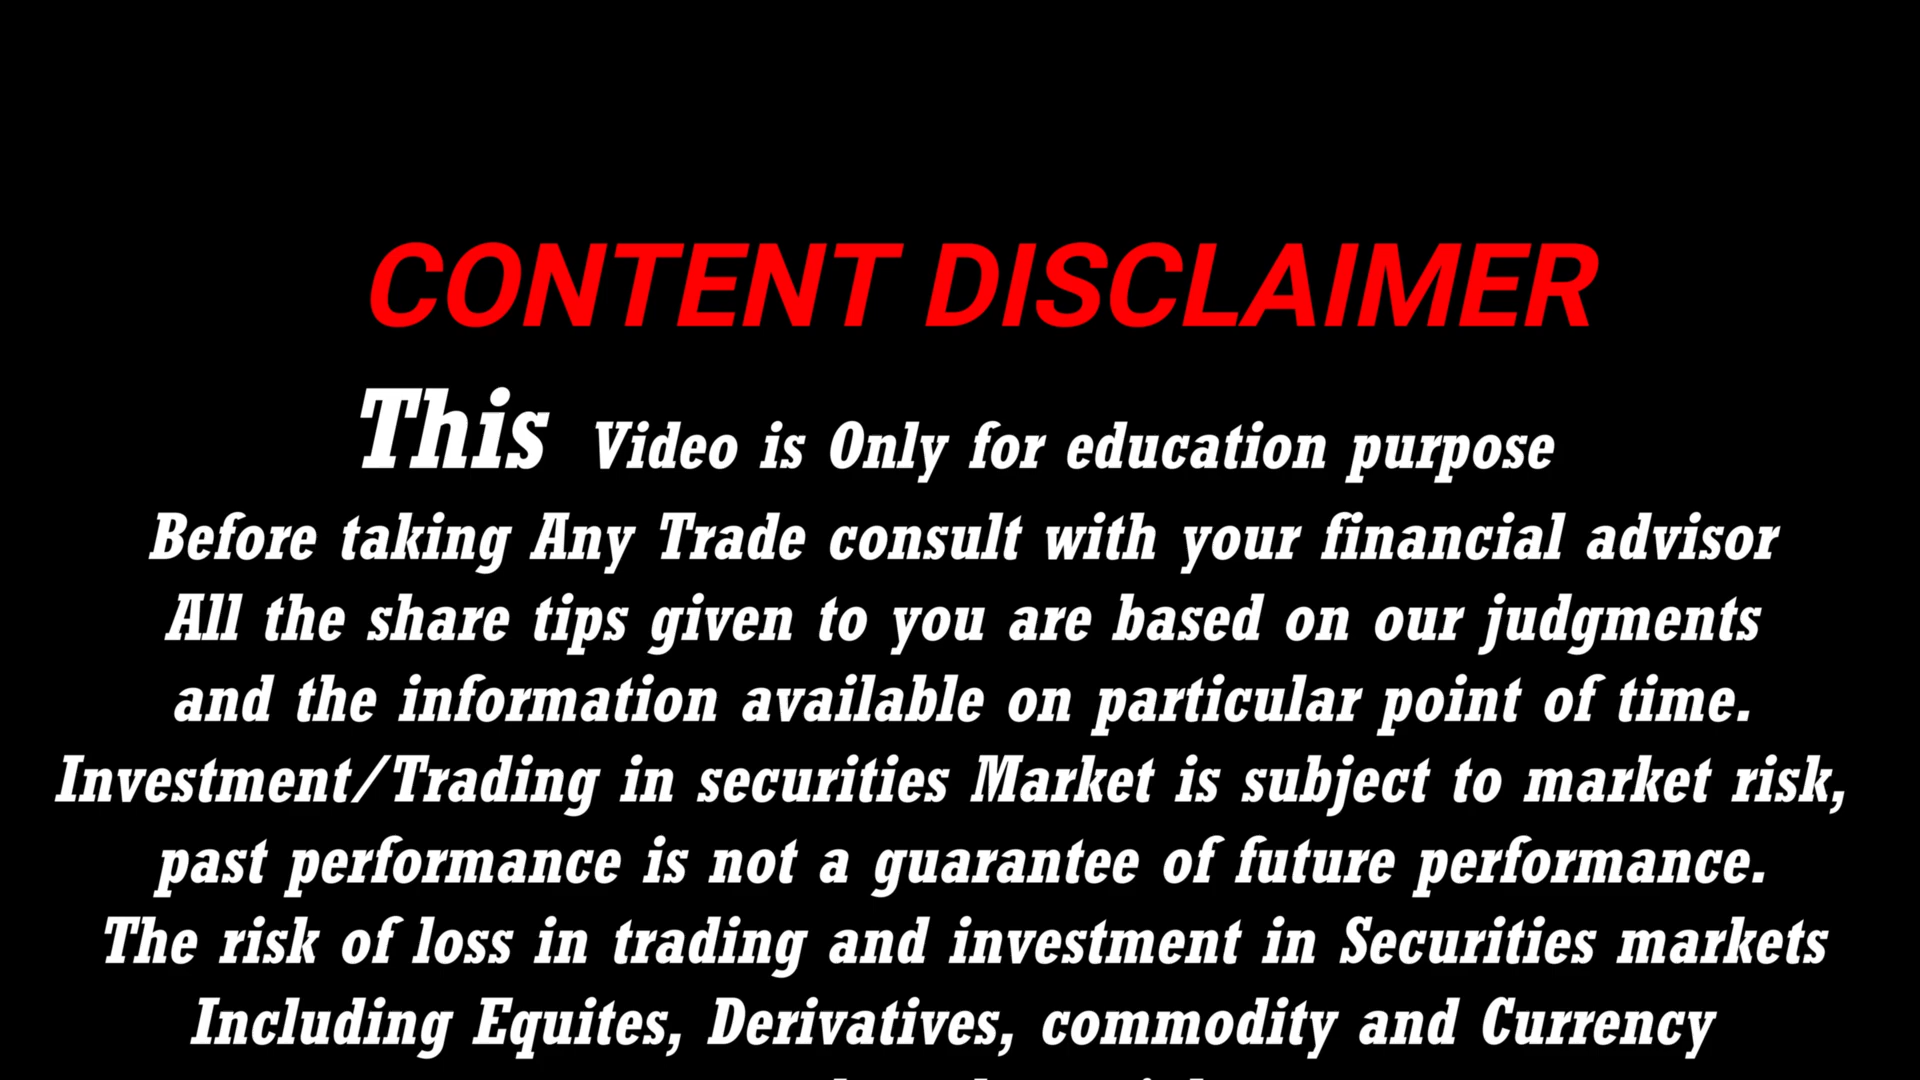 CONTENT DISCLAIMER
This Video is Only for education purpose
Before taking Any Trade consult with your financial advisor
All the share tips given to you are based on our judgments
and the information available on particular point of time.
Investment/Trading in securities Market is subject to market risk,
past performance is not a guarantee of future performance.
The risk of loss in trading and investment in Securities markets
Including Equites, Derivatives, commodity and Currency